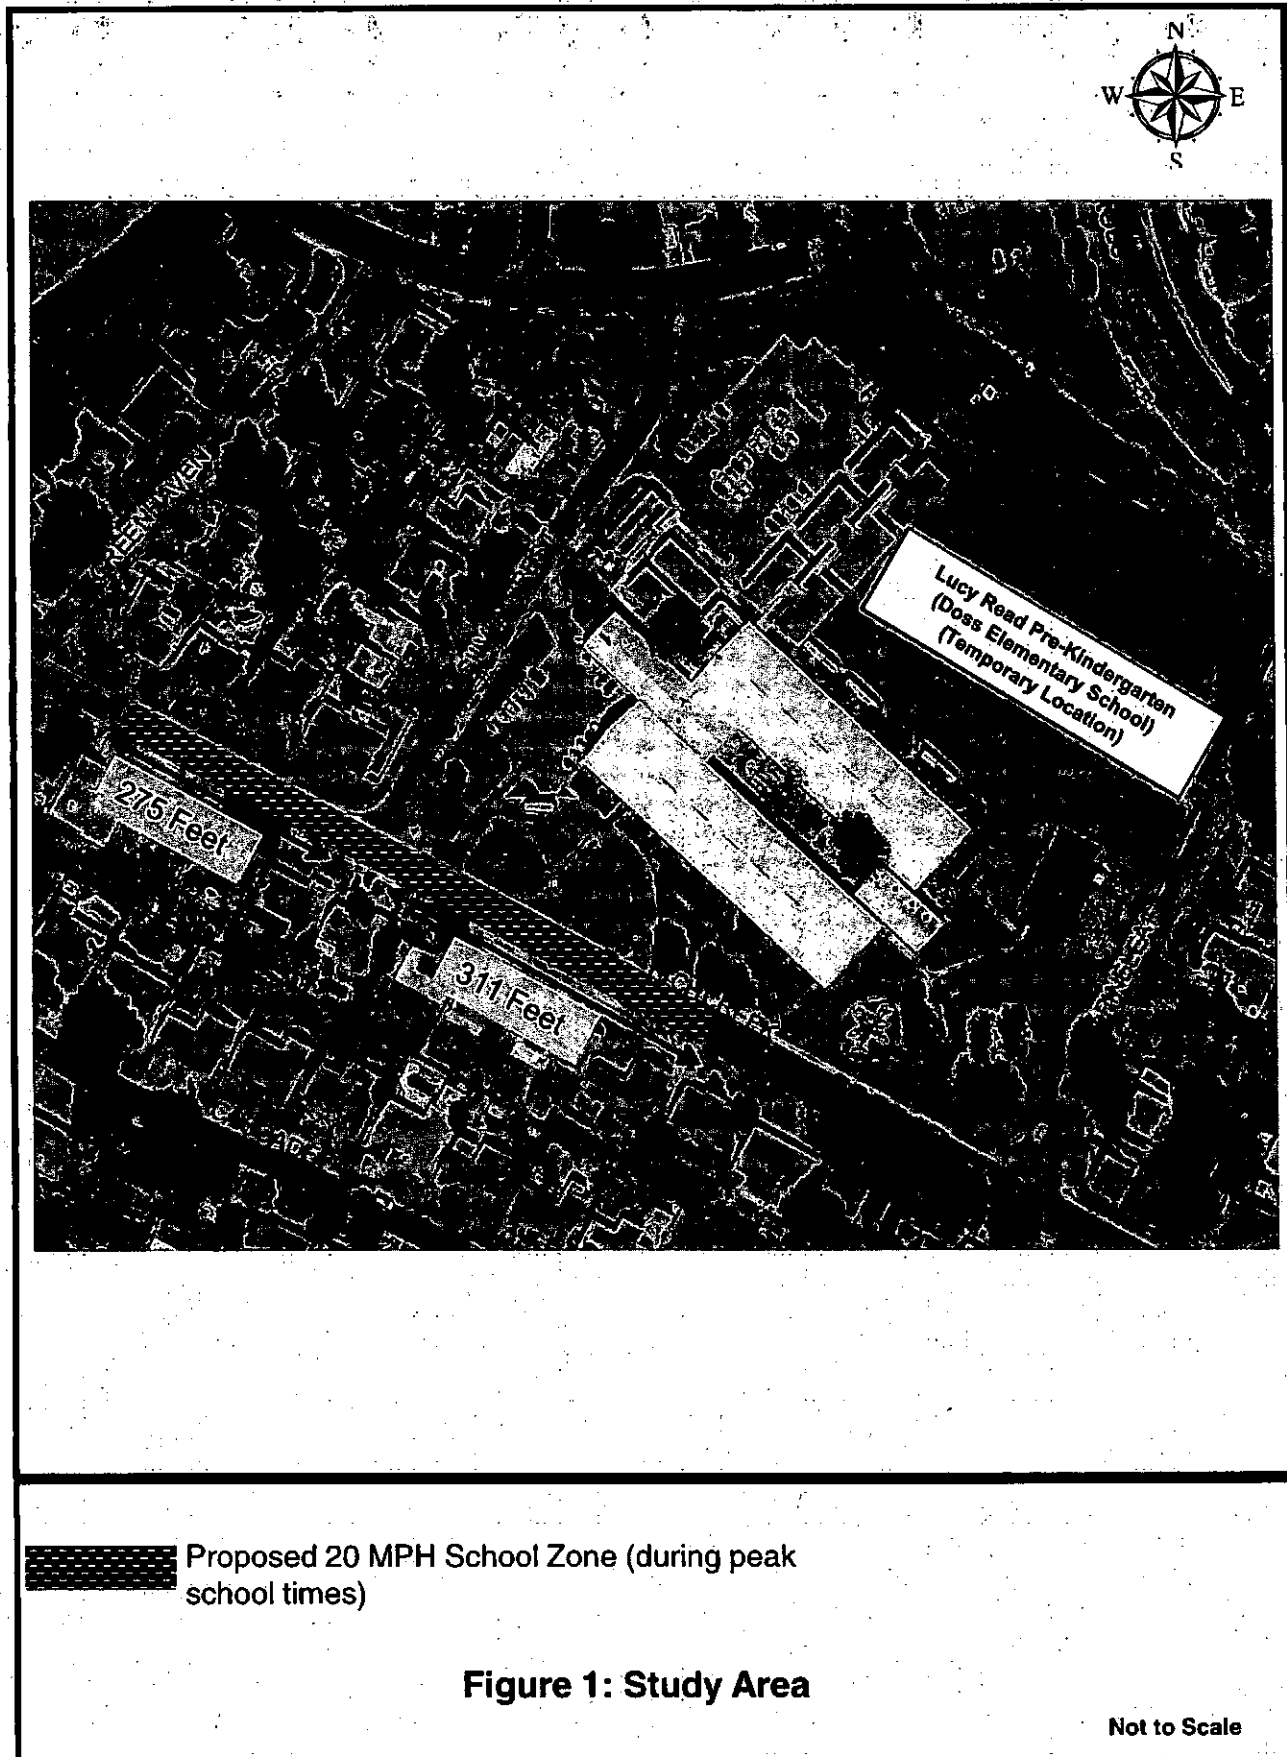 N
W E
S
Lucy Read Pre-Kindergarten
(Doss Elementary School)
(Temporary Location)
275 Feet
311 Feet
Proposed 20 MPH School Zone (during peak
school times)
Figure 1: Study Area
Not to Scale